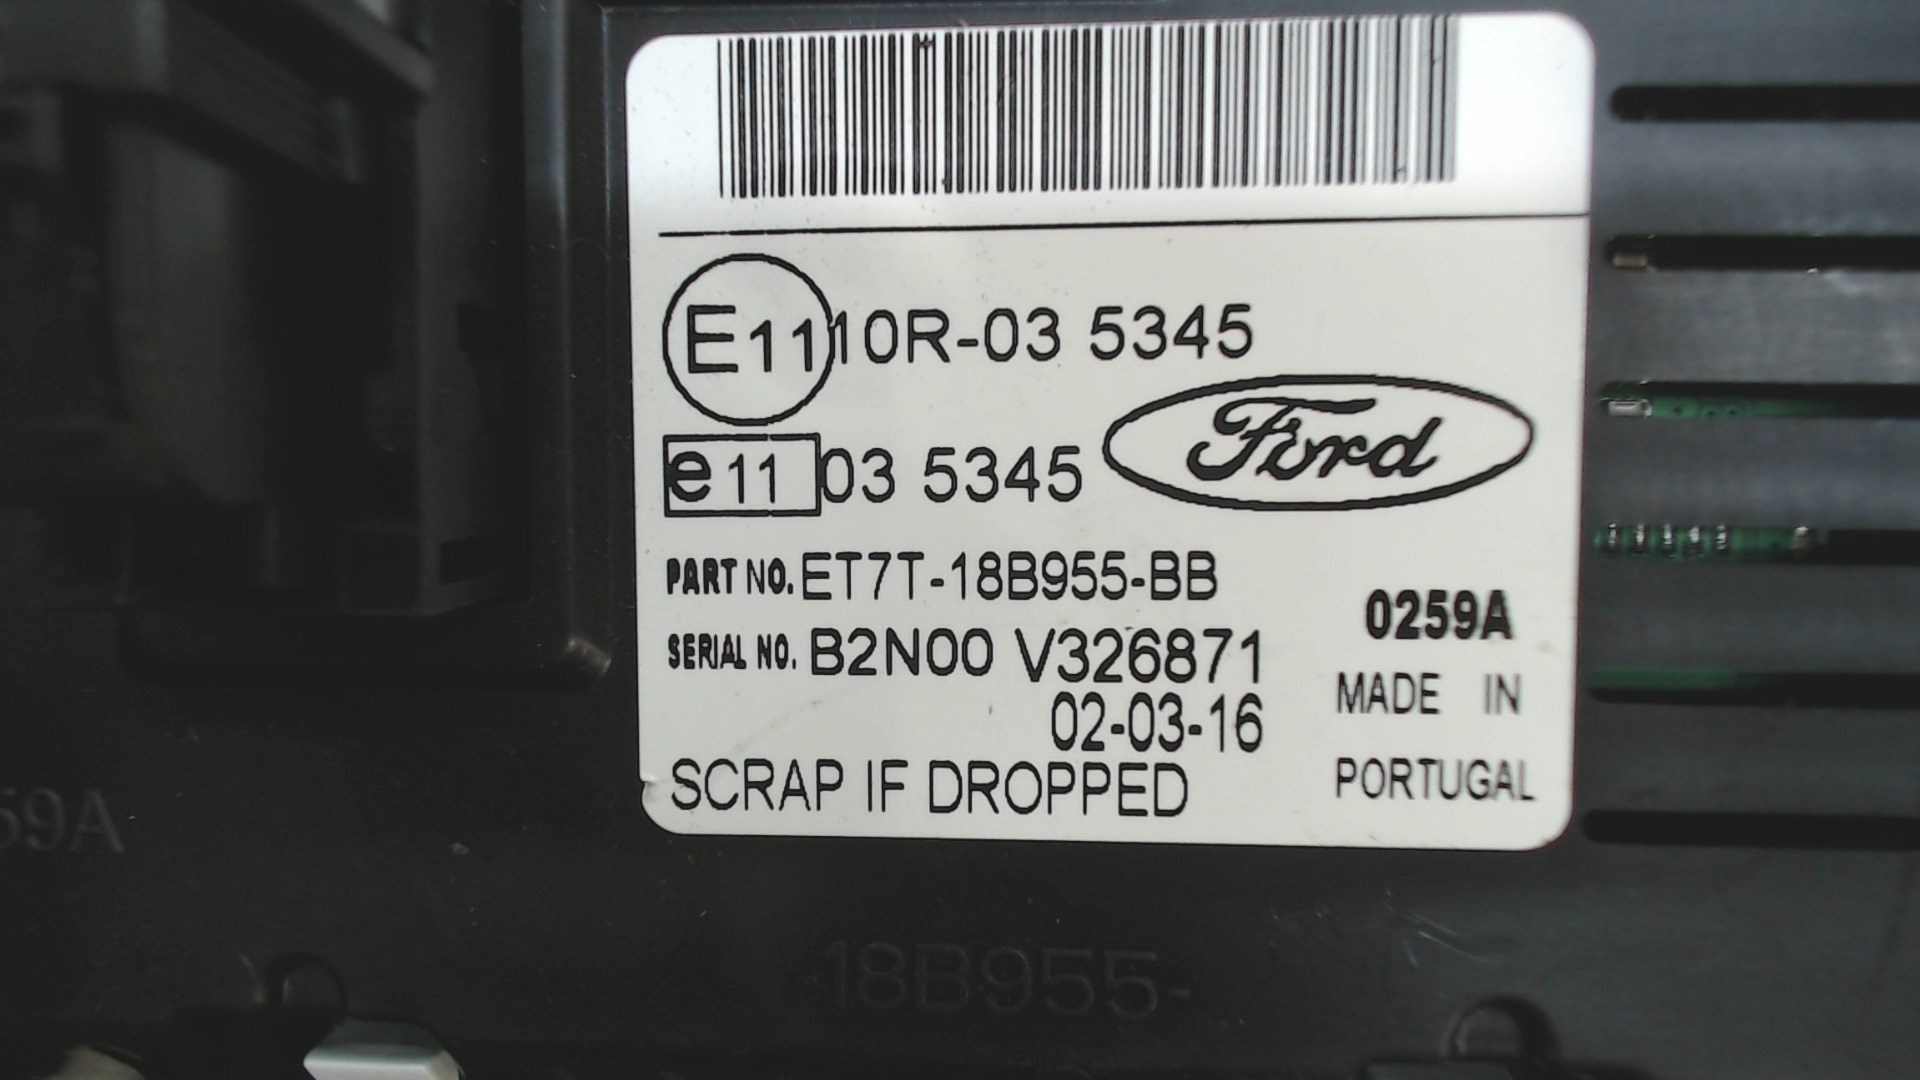 E11 10R-03 5345
e11 03 5345
Ford
PART NO. ET7T-18B955-BB
SERIAL NO. B2N00 V326871
02-03-16
SCRAP IF DROPPED
0259A
MADE IN
PORTUGAL
59A
-18B955-